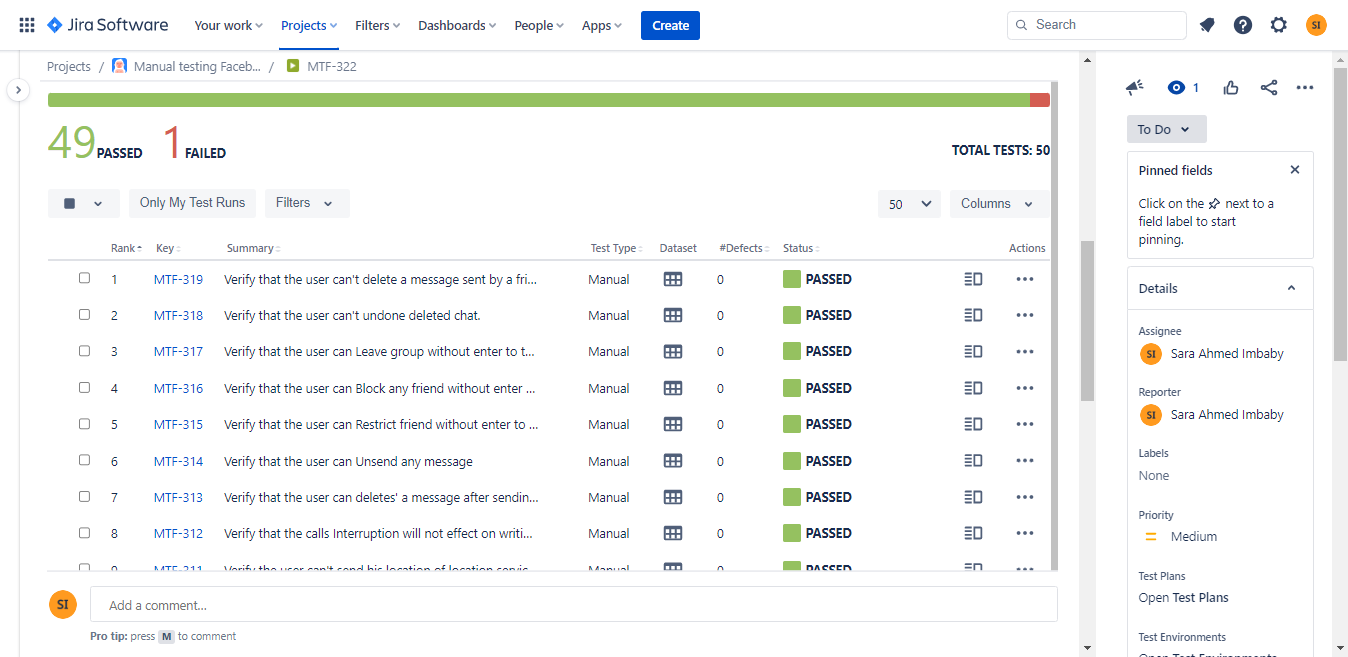 Jira Software Your work Projects Filters Dashboards People Apps Create Search SI
Projects / Manual testing Faceb... / MTF-322
1
49 PASSED 1 FAILED TOTAL TESTS: 50
Only My Test Runs Filters 50 Columns
Rank Key Summary Test Type Dataset #Defects Status Actions
1 MTF-319 Verify that the user can't delete a message sent by a fri... Manual 0 PASSED
2 MTF-318 Verify that the user can't undone deleted chat. Manual 0 PASSED
3 MTF-317 Verify that the user can Leave group without enter to t... Manual 0 PASSED
4 MTF-316 Verify that the user can Block any friend without enter ... Manual 0 PASSED
5 MTF-315 Verify that the user can Restrict friend without enter to ... Manual 0 PASSED
6 MTF-314 Verify that the user can Unsend any message Manual 0 PASSED
7 MTF-313 Verify that the user can deletes' a message after sendin... Manual 0 PASSED
8 MTF-312 Verify that the calls Interruption will not effect on writi... Manual 0 PASSED
9 MTF-311 Verify the user can't send his location of location servic... Manual 0 PASSED
SI Add a comment...
Pro tip: press M to comment
To Do
Pinned fields
Click on the next to a
field label to start
pinning.
Details
Assignee
SI Sara Ahmed Imbaby
Reporter
SI Sara Ahmed Imbaby
Labels
None
Priority
Medium
Test Plans
Open Test Plans
Test Environments
Open Test Environments